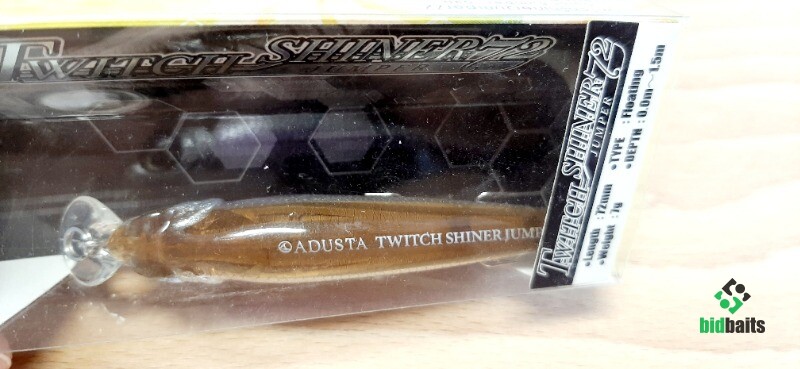 TWITCH SHINER 72
JUMPER
ADUSTA TWITCH SHINER JUMP
TWITCH SHINER 72
JUMPER
●Length : 72mm
●Weight : 7g
●TYPE : Floating
●DEPTH : 0.0m～1.5m
bidbaits